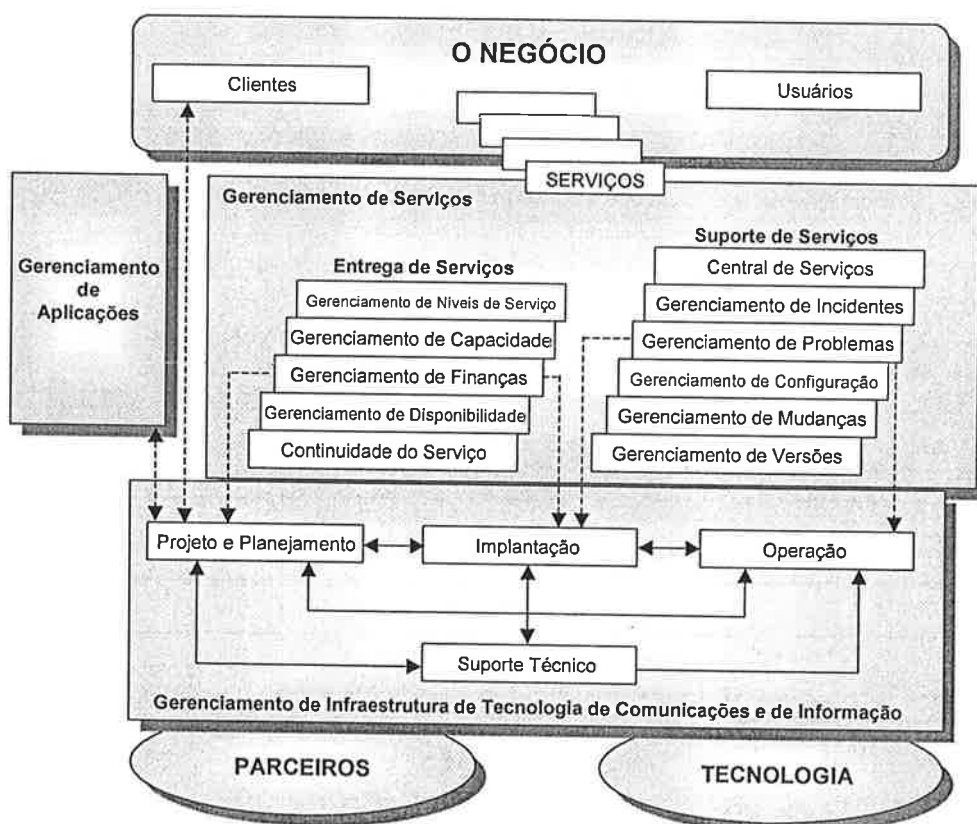 O NEGÓCIO
Clientes
Usuários
SERVIÇOS
Gerenciamento de Serviços
Gerenciamento
de
Aplicações
Entrega de Serviços
Gerenciamento de Níveis de Serviço
Gerenciamento de Capacidade
Gerenciamento de Finanças
Gerenciamento de Disponibilidade
Continuidade do Serviço
Suporte de Serviços
Central de Serviços
Gerenciamento de Incidentes
Gerenciamento de Problemas
Gerenciamento de Configuração
Gerenciamento de Mudanças
Gerenciamento de Versões
Projeto e Planejamento
Implantação
Operação
Suporte Técnico
Gerenciamento de Infraestrutura de Tecnologia de Comunicações e de Informação
PARCEIROS
TECNOLOGIA